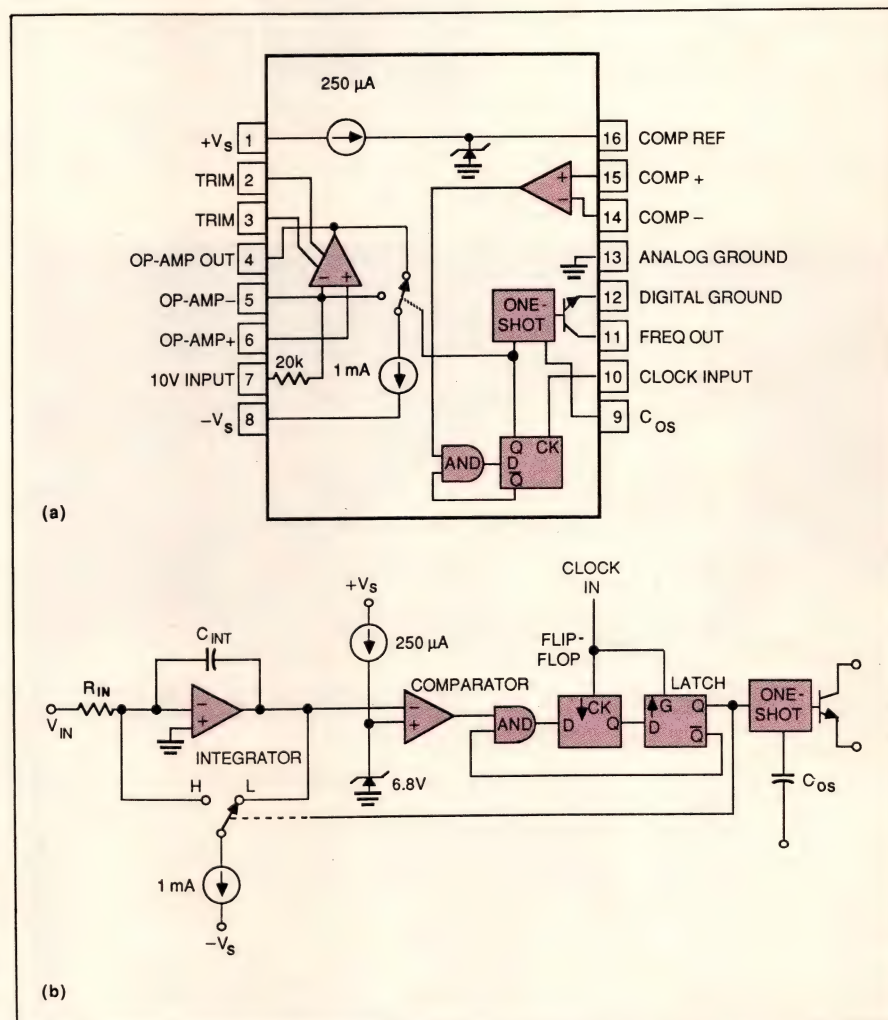 250 µA
+Vs 1
16 COMP REF
TRIM 2
15 COMP +
TRIM 3
14 COMP −
OP-AMP OUT 4
13 ANALOG GROUND
OP-AMP− 5
ONE-SHOT
12 DIGITAL GROUND
OP-AMP+ 6
11 FREQ OUT
10V INPUT 7
20k
1 mA
10 CLOCK INPUT
−Vs 8
9 COS
AND
Q CK
D
Q̅
− +
+
−
(a)
CLOCK
IN
+Vs
CINT
250 µA
FLIP-
FLOP
RIN
COMPARATOR
LATCH
VIN
−
+
INTEGRATOR
−
+
AND
D CK Q
D G Q
Q̅
ONE-
SHOT
H L
6.8V
COS
1 mA
−Vs
(b)